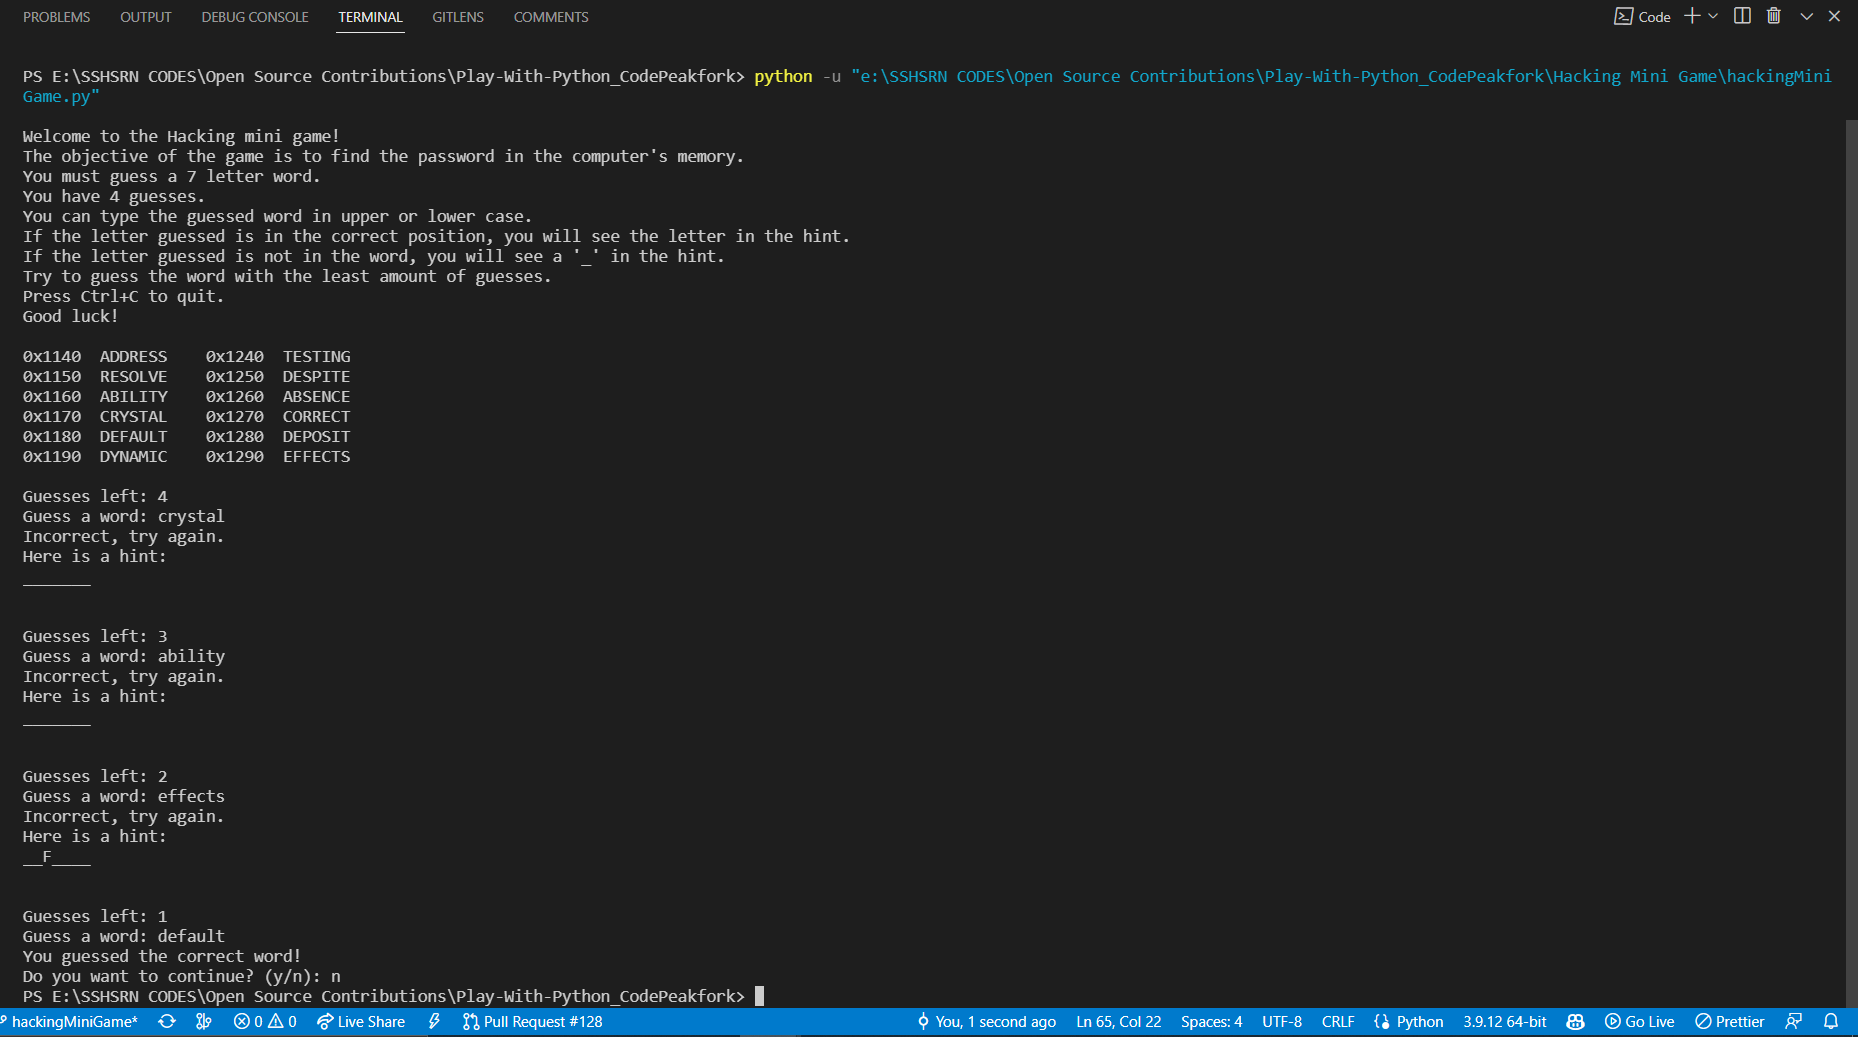 PROBLEMS OUTPUT DEBUG CONSOLE TERMINAL GITLENS COMMENTS Code
PS E:\SSHSRN CODES\Open Source Contributions\Play-With-Python_CodePeakfork> python -u "e:\SSHSRN CODES\Open Source Contributions\Play-With-Python_CodePeakfork\Hacking Mini Game\hackingMini
Game.py"
Welcome to the Hacking mini game!
The objective of the game is to find the password in the computer's memory.
You must guess a 7 letter word.
You have 4 guesses.
You can type the guessed word in upper or lower case.
If the letter guessed is in the correct position, you will see the letter in the hint.
If the letter guessed is not in the word, you will see a '_' in the hint.
Try to guess the word with the least amount of guesses.
Press Ctrl+C to quit.
Good luck!
0x1140  ADDRESS    0x1240  TESTING
0x1150  RESOLVE    0x1250  DESPITE
0x1160  ABILITY    0x1260  ABSENCE
0x1170  CRYSTAL    0x1270  CORRECT
0x1180  DEFAULT    0x1280  DEPOSIT
0x1190  DYNAMIC    0x1290  EFFECTS
Guesses left: 4
Guess a word: crystal
Incorrect, try again.
Here is a hint:
_______
Guesses left: 3
Guess a word: ability
Incorrect, try again.
Here is a hint:
_______
Guesses left: 2
Guess a word: effects
Incorrect, try again.
Here is a hint:
__F____
Guesses left: 1
Guess a word: default
You guessed the correct word!
Do you want to continue? (y/n): n
PS E:\SSHSRN CODES\Open Source Contributions\Play-With-Python_CodePeakfork>
hackingMiniGame* 0 0 Live Share Pull Request #128 You, 1 second ago Ln 65, Col 22 Spaces: 4 UTF-8 CRLF Python 3.9.12 64-bit Go Live Prettier